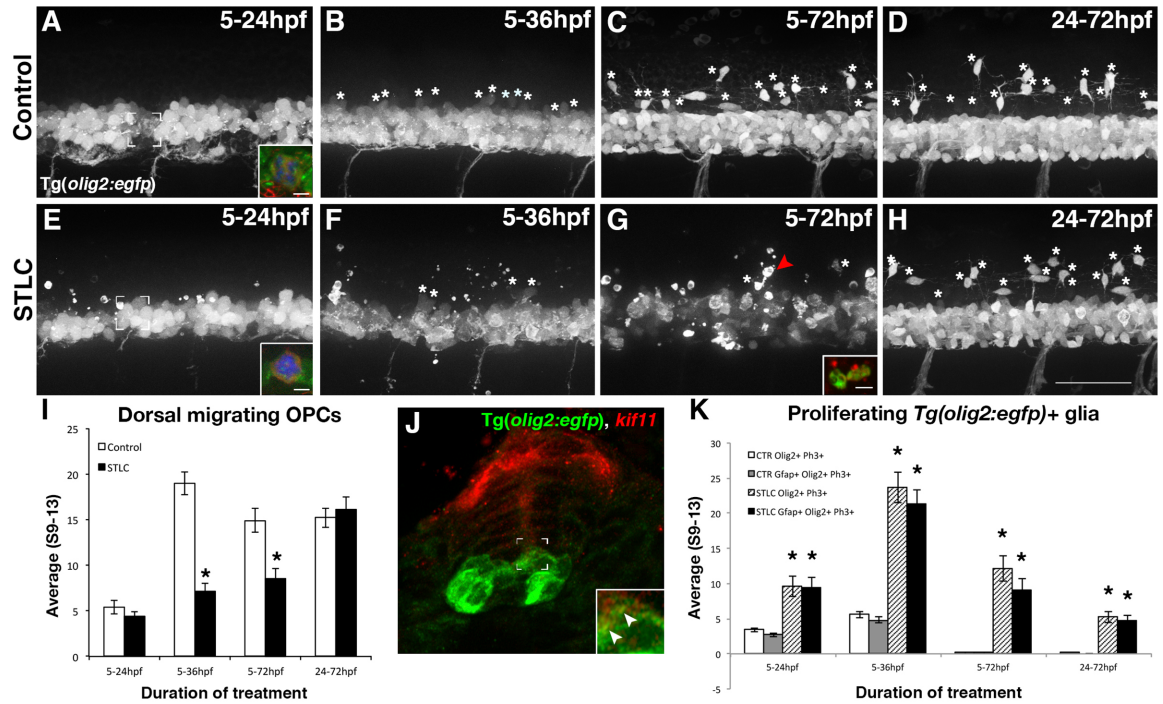 A 5-24hpf
B 5-36hpf
C 5-72hpf
D 24-72hpf
Control
Tg(olig2:egfp)
E 5-24hpf
F 5-36hpf
G 5-72hpf
H 24-72hpf
STLC
I Dorsal migrating OPCs
Average (S9-13)
25
20
15
10
5
0
Control
STLC
* *
5-24hpf 5-36hpf 5-72hpf 24-72hpf
Duration of treatment
J Tg(olig2:egfp), kif11
K Proliferating Tg(olig2:egfp)+ glia
Average (S9-13)
30
25
20
15
10
5
0
-5
CTR Olig2+ Ph3+
CTR Gfap+ Olig2+ Ph3+
STLC Olig2+ Ph3+
STLC Gfap+ Olig2+ Ph3+
* * * * * * * *
5-24hpf 5-36hpf 5-72hpf 24-72hpf
Duration of treatment